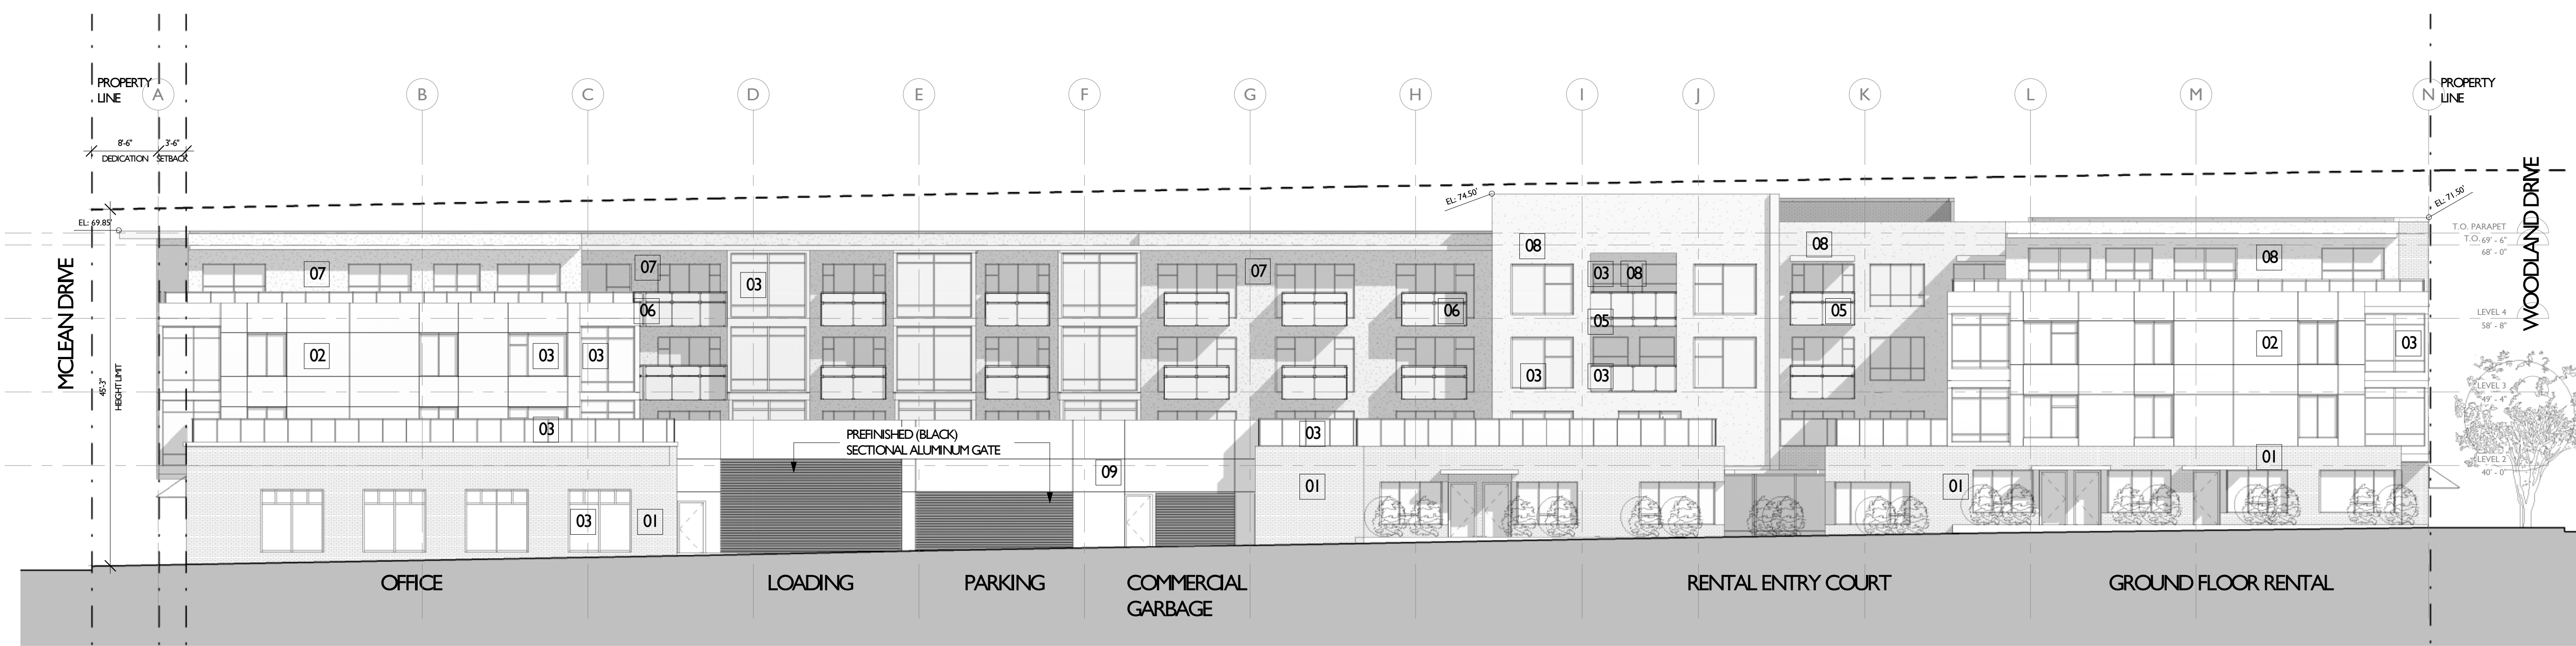 PROPERTY
LINE
A
B
C
D
E
F
G
H
I
J
K
L
M
N
PROPERTY
LINE
8'-6"
3'-6"
DEDICATION
SETBACK
EL: 69.85'
EL: 74.50'
EL: 71.50'
MCLEAN DRIVE
WOODLAND DRIVE
45'-3"
HEIGHT LIMIT
T.O. PARAPET
69' - 6"
T.O.
68' - 0"
LEVEL 4
58' - 8"
LEVEL 3
49' - 4"
LEVEL 2
40' - 0"
07
07
03
07
08
03
08
08
08
06
06
05
05
02
03
03
03
03
02
03
03
03
PREFINISHED (BLACK)
SECTIONAL ALUMINUM GATE
09
01
01
01
03
01
OFFICE
LOADING
PARKING
COMMERCIAL
GARBAGE
RENTAL ENTRY COURT
GROUND FLOOR RENTAL